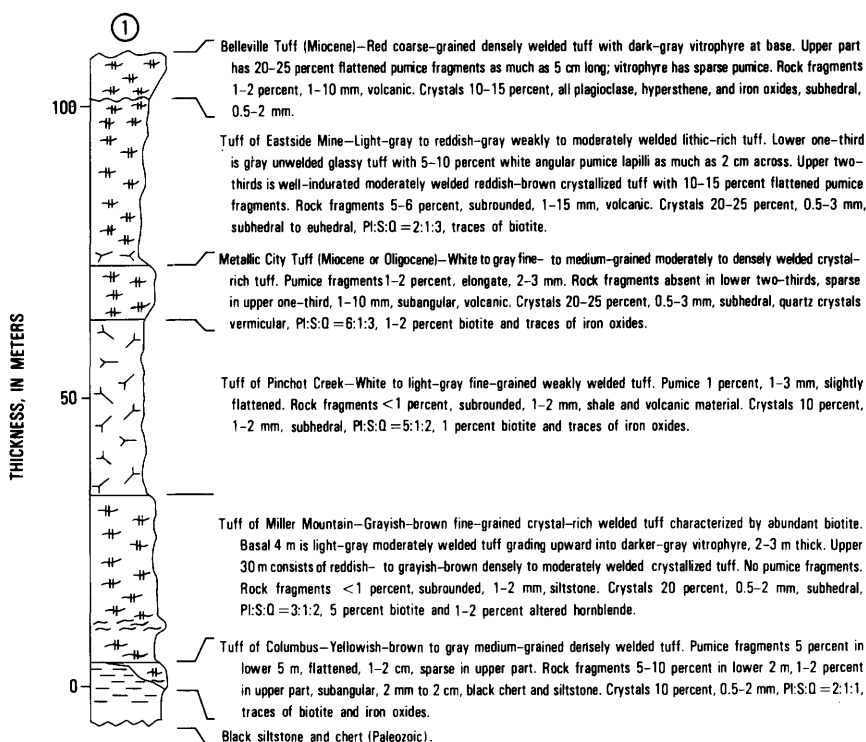 1
Belleville Tuff (Miocene)—Red coarse-grained densely welded tuff with dark-gray vitrophyre at base. Upper part
has 20-25 percent flattened pumice fragments as much as 5 cm long; vitrophyre has sparse pumice. Rock fragments
1-2 percent, 1-10 mm, volcanic. Crystals 10-15 percent, all plagioclase, hypersthene, and iron oxides, subhedral,
100
0.5-2 mm.
Tuff of Eastside Mine—Light-gray to reddish-gray weakly to moderately welded lithic-rich tuff. Lower one-third
is gray unwelded glassy tuff with 5-10 percent white angular pumice lapilli as much as 2 cm across. Upper two-
thirds is well-indurated moderately welded reddish-brown crystallized tuff with 10-15 percent flattened pumice
fragments. Rock fragments 5-6 percent, subrounded, 1-15 mm, volcanic. Crystals 20-25 percent, 0.5-3 mm,
subhedral to euhedral, Pl:S:Q=2:1:3, traces of biotite.
Metallic City Tuff (Miocene or Oligocene)—White to gray fine- to medium-grained moderately to densely welded crystal-
rich tuff. Pumice fragments 1-2 percent, elongate, 2-3 mm. Rock fragments absent in lower two-thirds, sparse
in upper one-third, 1-10 mm, subangular, volcanic. Crystals 20-25 percent, 0.5-3 mm, subhedral, quartz crystals
vermicular, Pl:S:Q=6:1:3, 1-2 percent biotite and traces of iron oxides.
THICKNESS, IN METERS
50
Tuff of Pinchot Creek—White to light-gray fine-grained weakly welded tuff. Pumice 1 percent, 1-3 mm, slightly
flattened. Rock fragments <1 percent, subrounded, 1-2 mm, shale and volcanic material. Crystals 10 percent,
1-2 mm, subhedral, Pl:S:Q=5:1:2, 1 percent biotite and traces of iron oxides.
Tuff of Miller Mountain—Grayish-brown fine-grained crystal-rich welded tuff characterized by abundant biotite.
Basal 4 m is light-gray moderately welded tuff grading upward into darker-gray vitrophyre, 2-3 m thick. Upper
30 m consists of reddish- to grayish-brown densely to moderately welded crystallized tuff. No pumice fragments.
Rock fragments <1 percent, subrounded, 1-2 mm, siltstone. Crystals 20 percent, 0.5-2 mm, subhedral,
Pl:S:Q=3:1:2, 5 percent biotite and 1-2 percent altered hornblende.
Tuff of Columbus—Yellowish-brown to gray medium-grained densely welded tuff. Pumice fragments 5 percent in
lower 5 m, flattened, 1-2 cm, sparse in upper part. Rock fragments 5-10 percent in lower 2 m, 1-2 percent
0
in upper part, subangular, 2 mm to 2 cm, black chert and siltstone. Crystals 10 percent, 0.5-2 mm, Pl:S:Q=2:1:1,
traces of biotite and iron oxides.
Black siltstone and chert (Paleozoic).